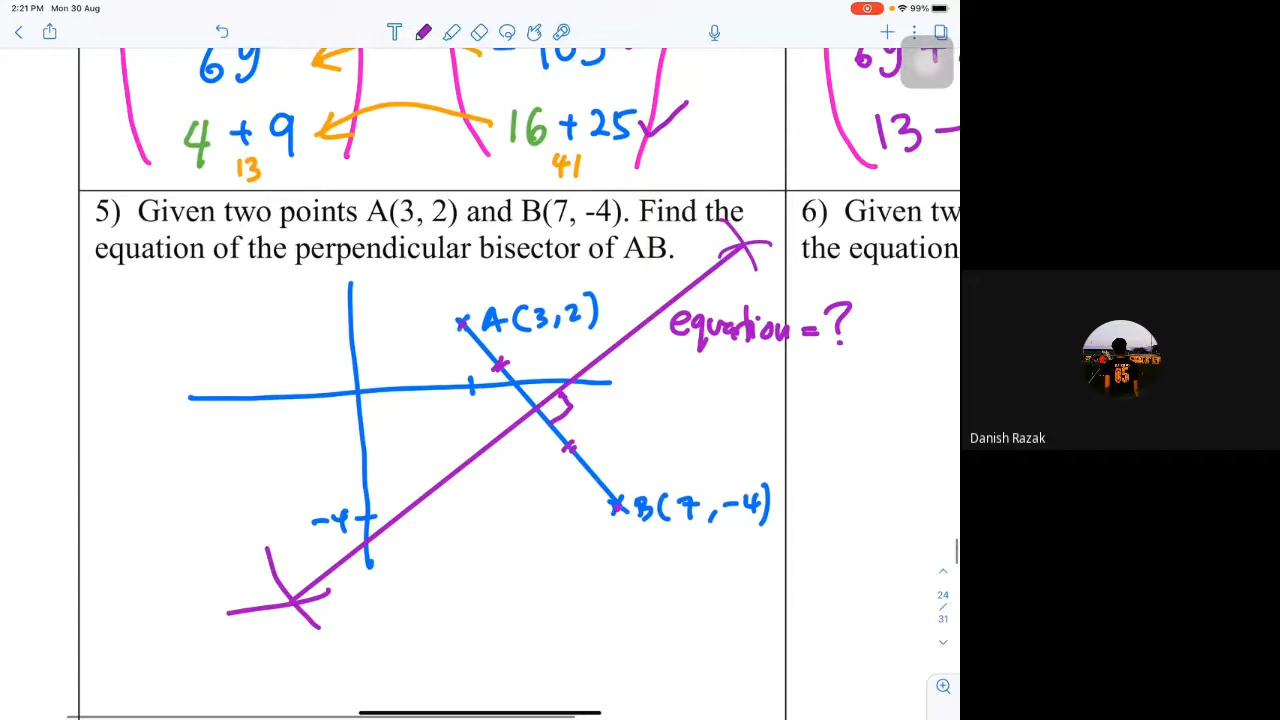 2:21 PM Mon 30 Aug
99%
T
6y
4 + 9
13
16 + 25
41
6y +
13 -
5) Given two points A(3, 2) and B(7, -4). Find the
equation of the perpendicular bisector of AB.
6) Given tw
the equation
A(3,2)
equation = ?
B(7,-4)
-4
24
/
31
Danish Razak